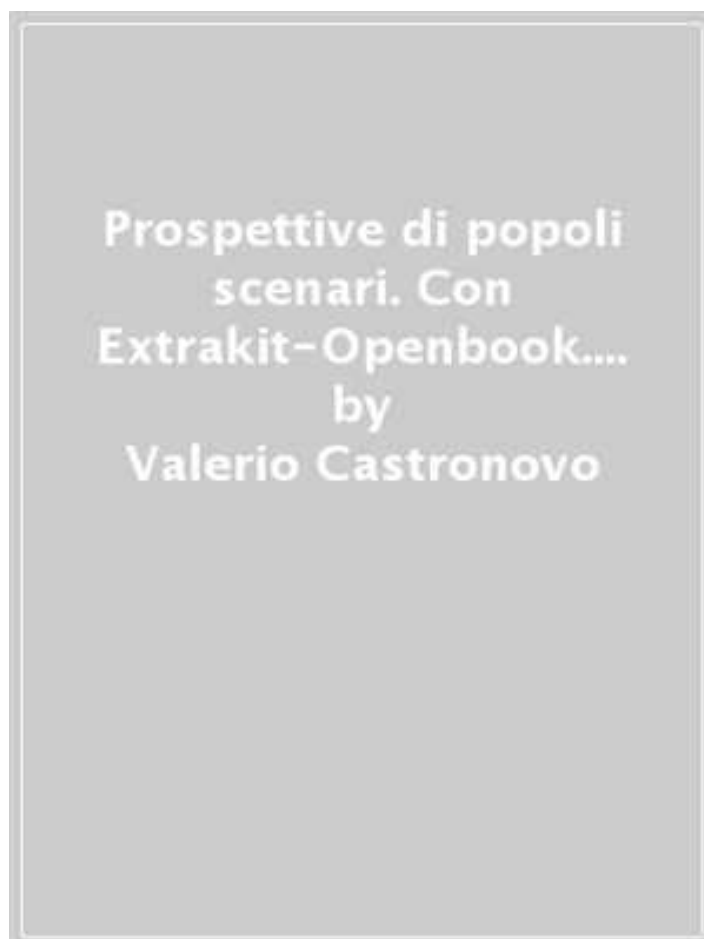 Prospettive di popoli
scenari. Con
Extrakit-Openbook....
by
Valerio Castronovo